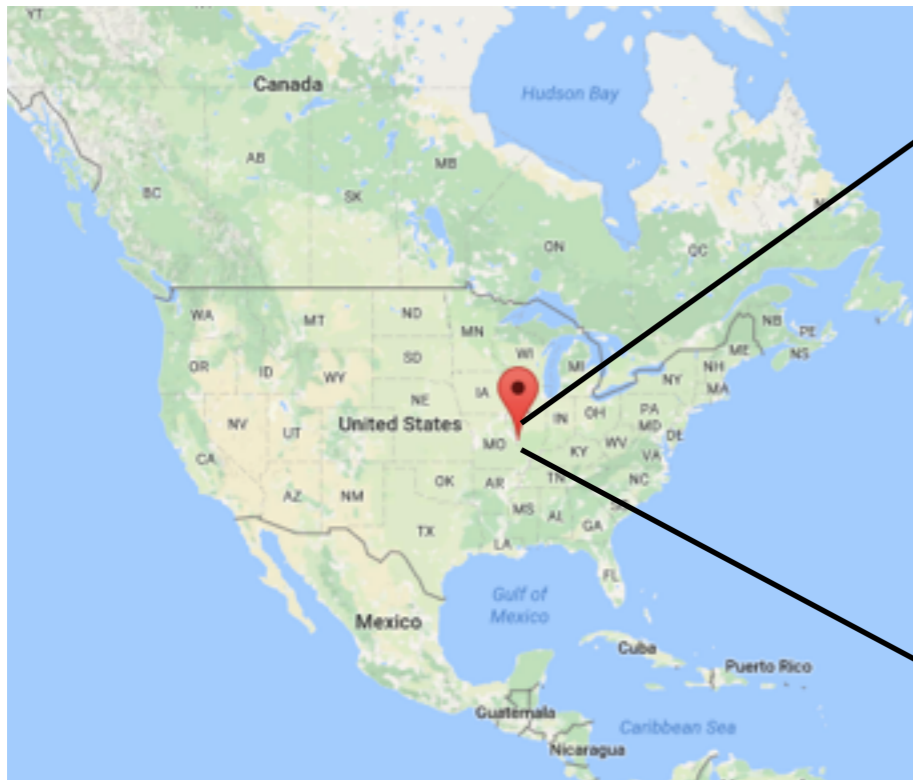 YT
Canada
Hudson Bay
AB
MB
BC
SK
ON
QC
NB
PE
NS
WA
MT
ND
MN
ME
OR
ID
SD
WI
MI
NH
WY
NY
MA
IA
NE
NV
UT
United States
IN
OH
PA
MD
DE
CA
MO
KY
WV
VA
AZ
NM
OK
AR
TN
NC
TX
MS
AL
GA
LA
FL
Gulf of
Mexico
Mexico
Cuba
Puerto Rico
Guatemala
Caribbean Sea
Nicaragua